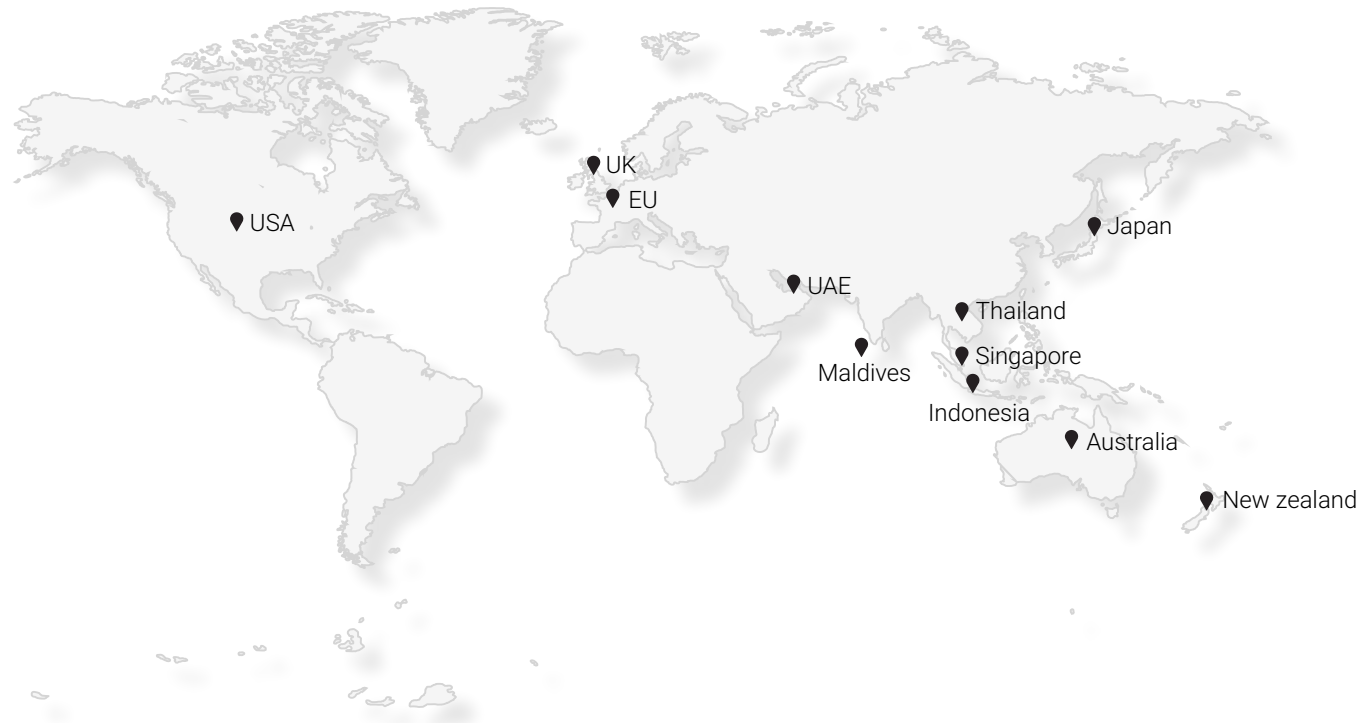 UK
EU
USA
Japan
UAE
Thailand
Singapore
Maldives
Indonesia
Australia
New zealand